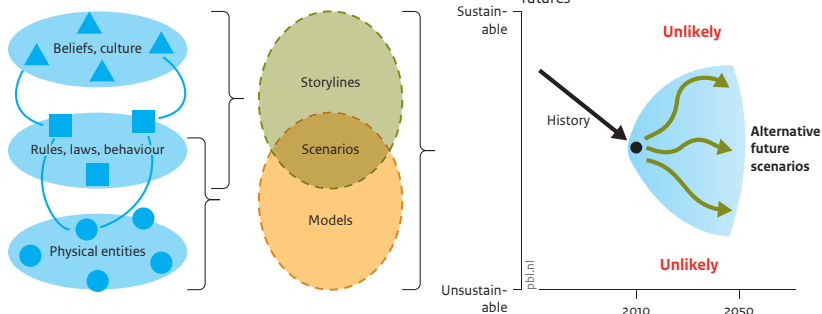 futures
Beliefs, culture
Rules, laws, behaviour
Physical entities
Storylines
Scenarios
Models
Sustain-
able
Unsustain-
able
pbl.nl
Unlikely
History
Alternative
future
scenarios
Unlikely
2010
2050